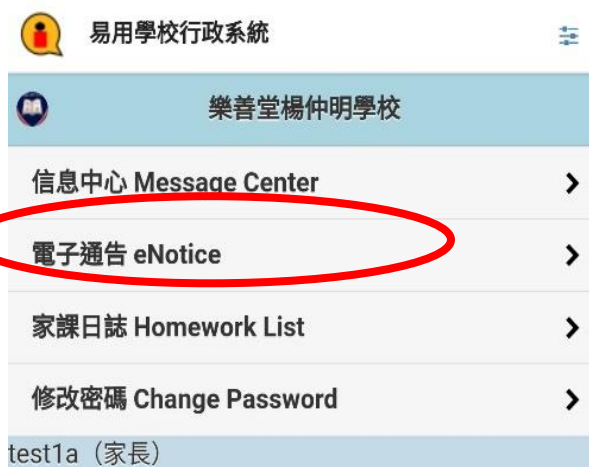 易用學校行政系統
樂善堂楊仲明學校
信息中心 Message Center
電子通告 eNotice
家課日誌 Homework List
修改密碼 Change Password
test1a（家長）